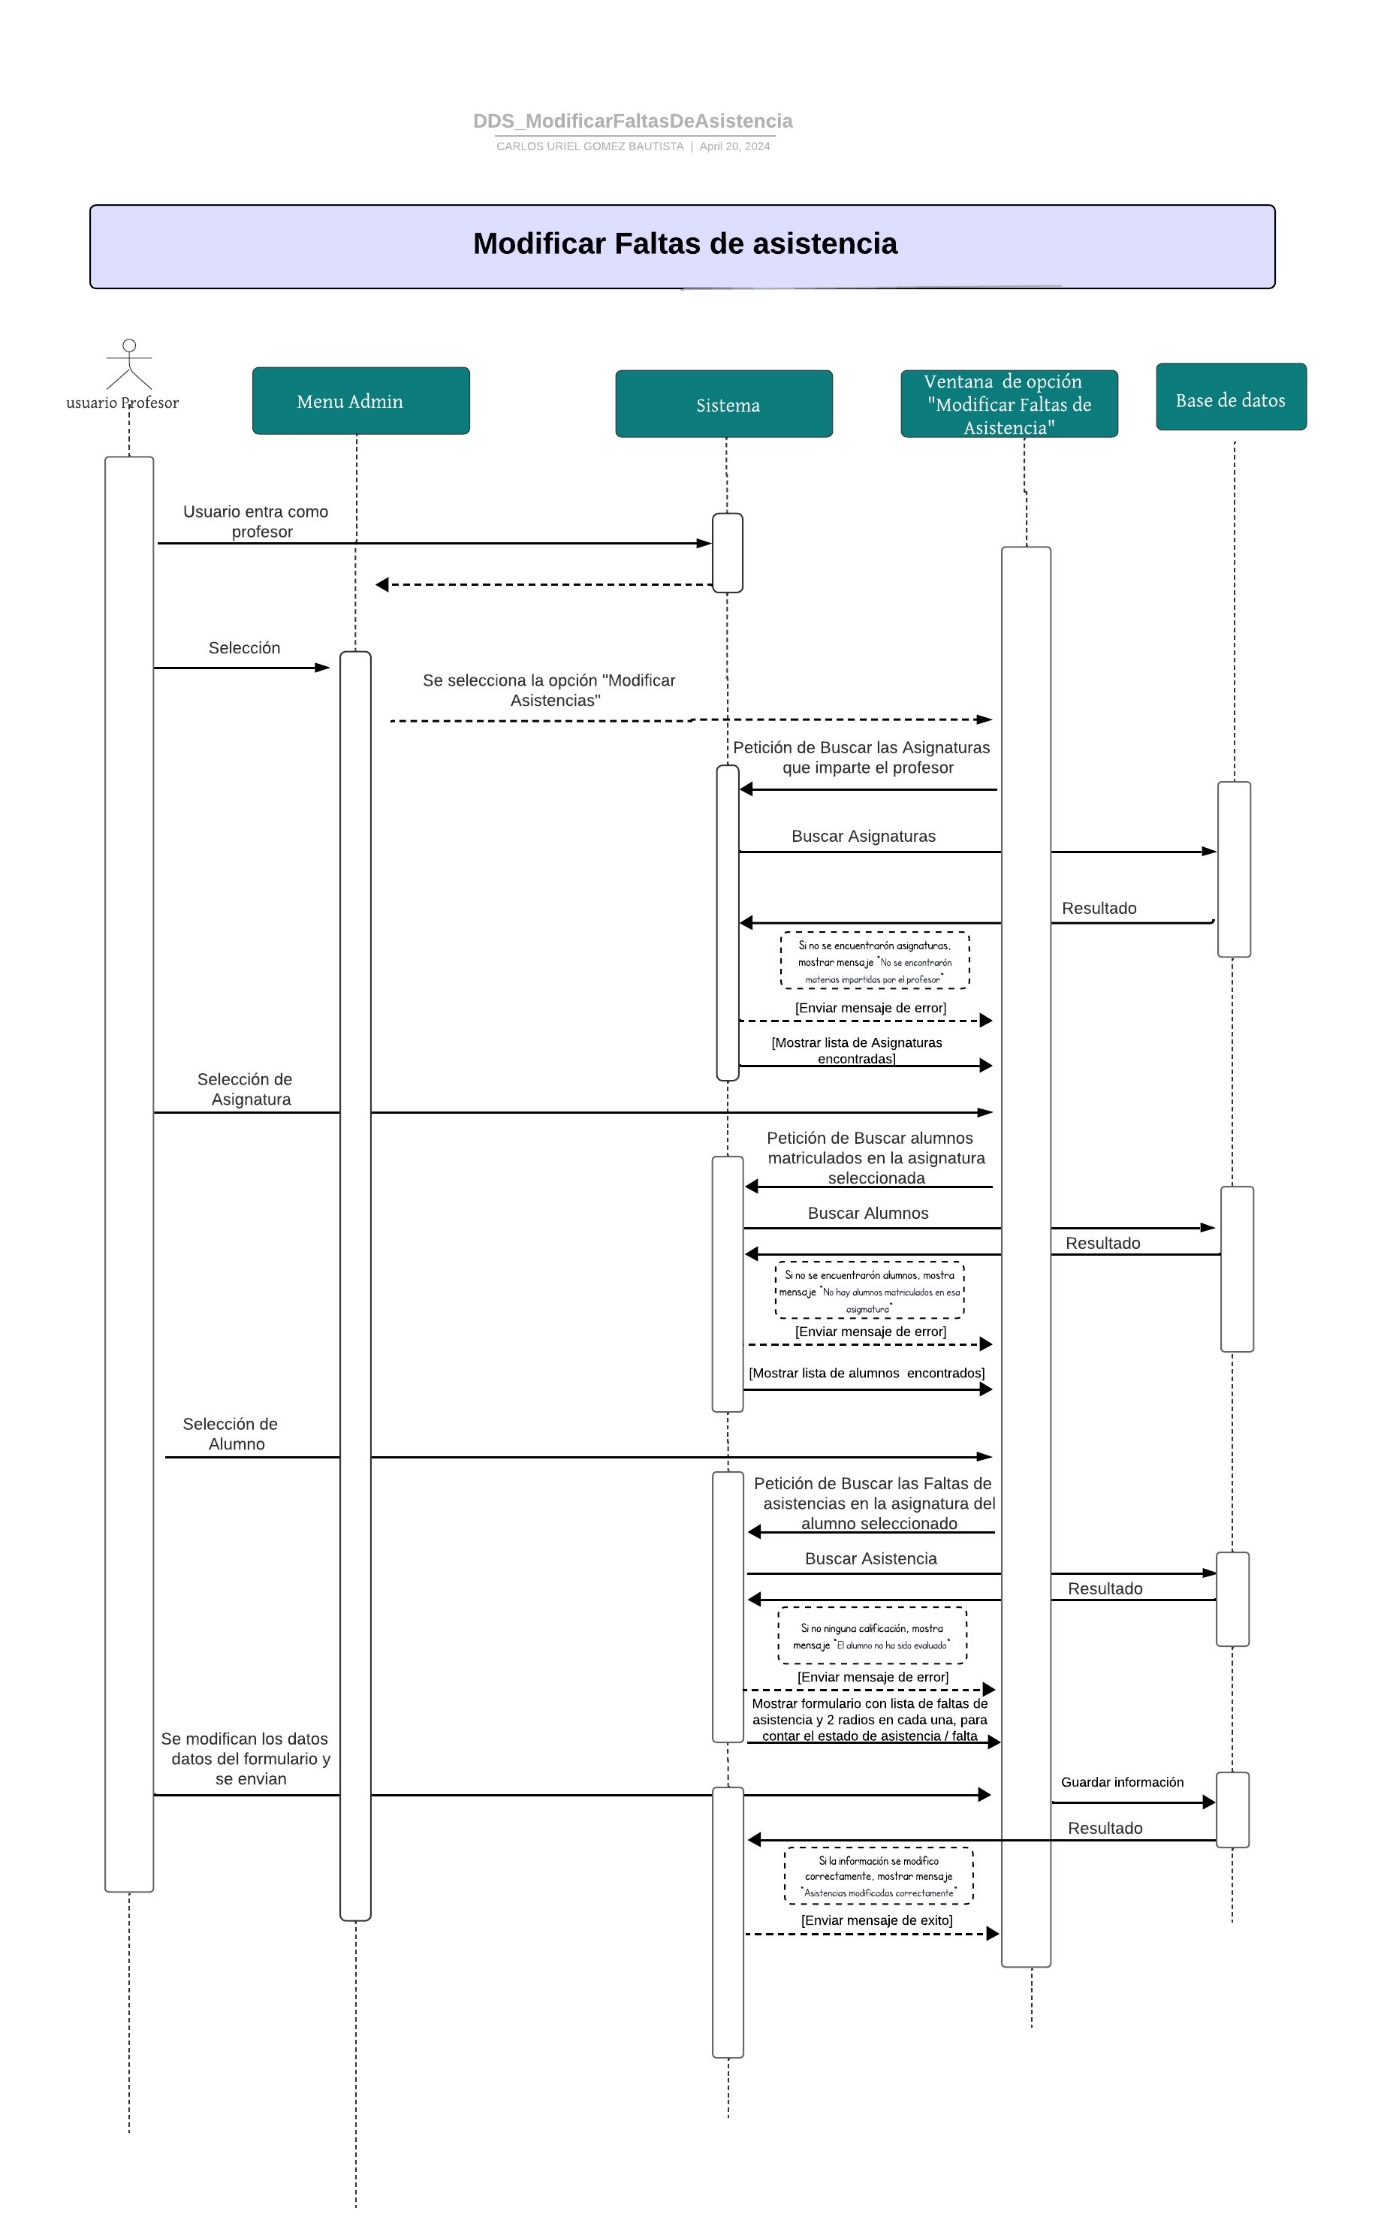 DDS_ModificarFaltasDeAsistencia
CARLOS URIEL GOMEZ BAUTISTA | April 20, 2024
Modificar Faltas de asistencia
usuario Profesor
Menu Admin
Sistema
Ventana de opción
"Modificar Faltas de
Asistencia"
Base de datos
Usuario entra como
profesor
Selección
Se selecciona la opción "Modificar
Asistencias"
Petición de Buscar las Asignaturas
que imparte el profesor
Buscar Asignaturas
Resultado
Si no se encuentrarón asignaturas,
mostrar mensaje "No se encontrarón
materias impartidas por el profesor"
[Enviar mensaje de error]
[Mostrar lista de Asignaturas
encontradas]
Selección de
Asignatura
Petición de Buscar alumnos
matriculados en la asignatura
seleccionada
Buscar Alumnos
Resultado
Si no se encuentrarón alumnos, mostra
mensaje "No hay alumnos matriculados en esa
asigmatura"
[Enviar mensaje de error]
[Mostrar lista de alumnos encontrados]
Selección de
Alumno
Petición de Buscar las Faltas de
asistencias en la asignatura del
alumno seleccionado
Buscar Asistencia
Resultado
Si no ninguna calificación, mostra
mensaje "El alumno no ha sido evaluado"
[Enviar mensaje de error]
Mostrar formulario con lista de faltas de
asistencia y 2 radios en cada una, para
contar el estado de asistencia / falta
Se modifican los datos
datos del formulario y
se envian
Guardar información
Resultado
Si la información se modifico
correctamente, mostrar mensaje
"Asistencias modificadas correctamente"
[Enviar mensaje de exito]